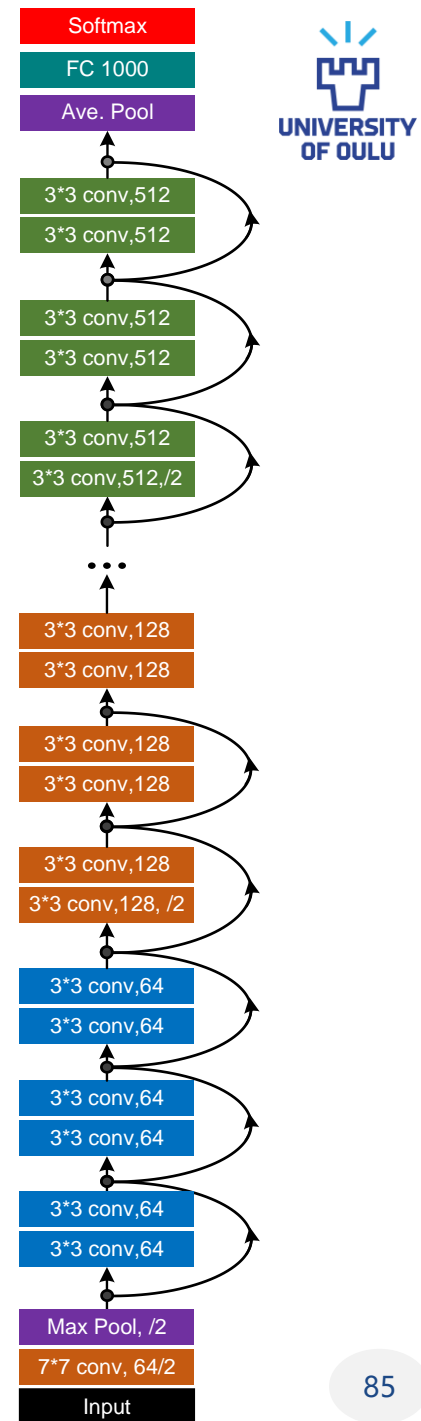 Softmax
FC 1000
Ave. Pool
UNIVERSITY
OF OULU
3*3 conv,512
3*3 conv,512
3*3 conv,512
3*3 conv,512
3*3 conv,512
3*3 conv,512,/2
...
3*3 conv,128
3*3 conv,128
3*3 conv,128
3*3 conv,128
3*3 conv,128
3*3 conv,128, /2
3*3 conv,64
3*3 conv,64
3*3 conv,64
3*3 conv,64
3*3 conv,64
3*3 conv,64
Max Pool, /2
7*7 conv, 64/2
Input
85